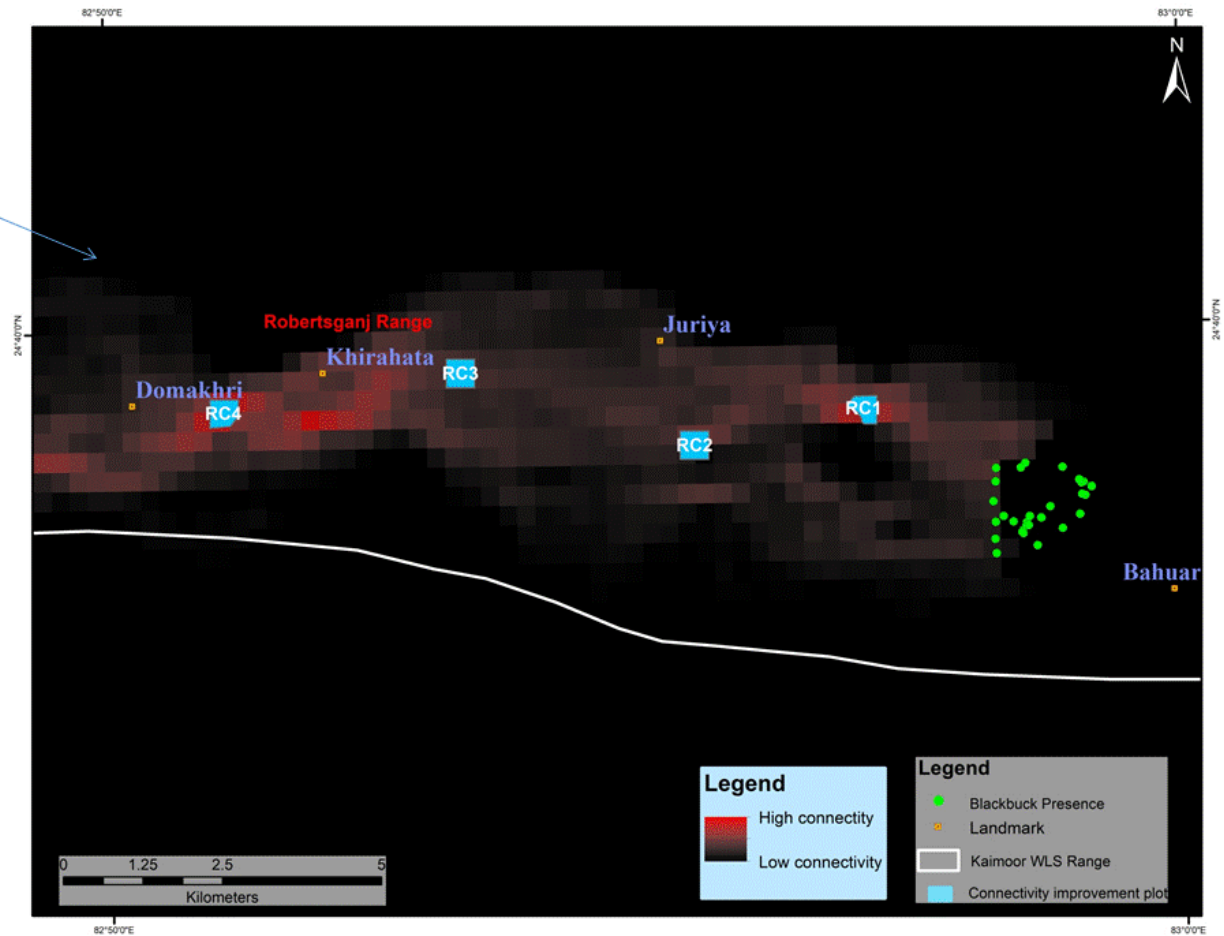 82°50'0"E
83°0'0"E
N
24°40'0"N
24°40'0"N
Robertsganj Range
Juriya
Khirahata
RC3
Domakhri
RC4
RC1
RC2
Bahuar
Legend
High connectity
Low connectivity
Legend
Blackbuck Presence
Landmark
Kaimoor WLS Range
Connectivity improvement plot
0 1.25 2.5 5
Kilometers
82°50'0"E
83°0'0"E